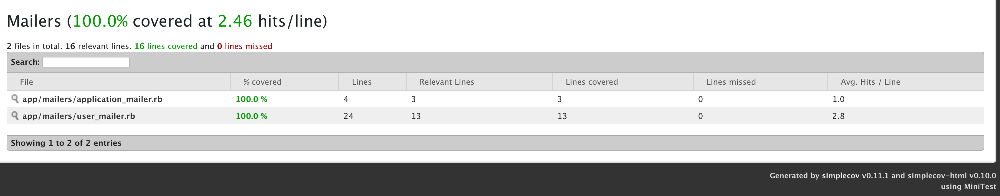 Mailers (100.0% covered at 2.46 hits/line)
2 files in total. 16 relevant lines. 16 lines covered and 0 lines missed
Search:
File % covered Lines Relevant Lines Lines covered Lines missed Avg. Hits / Line
app/mailers/application_mailer.rb 100.0 % 4 3 3 0 1.0
app/mailers/user_mailer.rb 100.0 % 24 13 13 0 2.8
Showing 1 to 2 of 2 entries
Generated by simplecov v0.11.1 and simplecov-html v0.10.0
using MiniTest